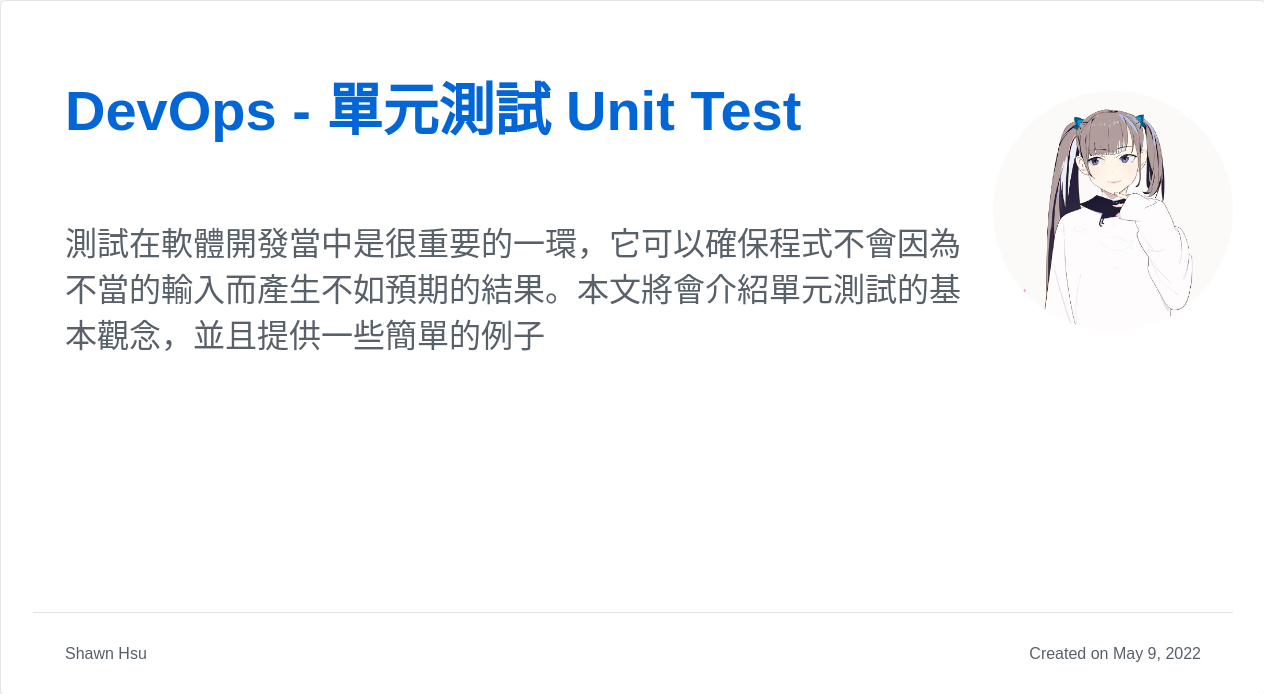 DevOps - 單元測試 Unit Test
測試在軟體開發當中是很重要的一環，它可以確保程式不會因為
不當的輸入而產生不如預期的結果。本文將會介紹單元測試的基
本觀念，並且提供一些簡單的例子
Shawn Hsu
Created on May 9, 2022